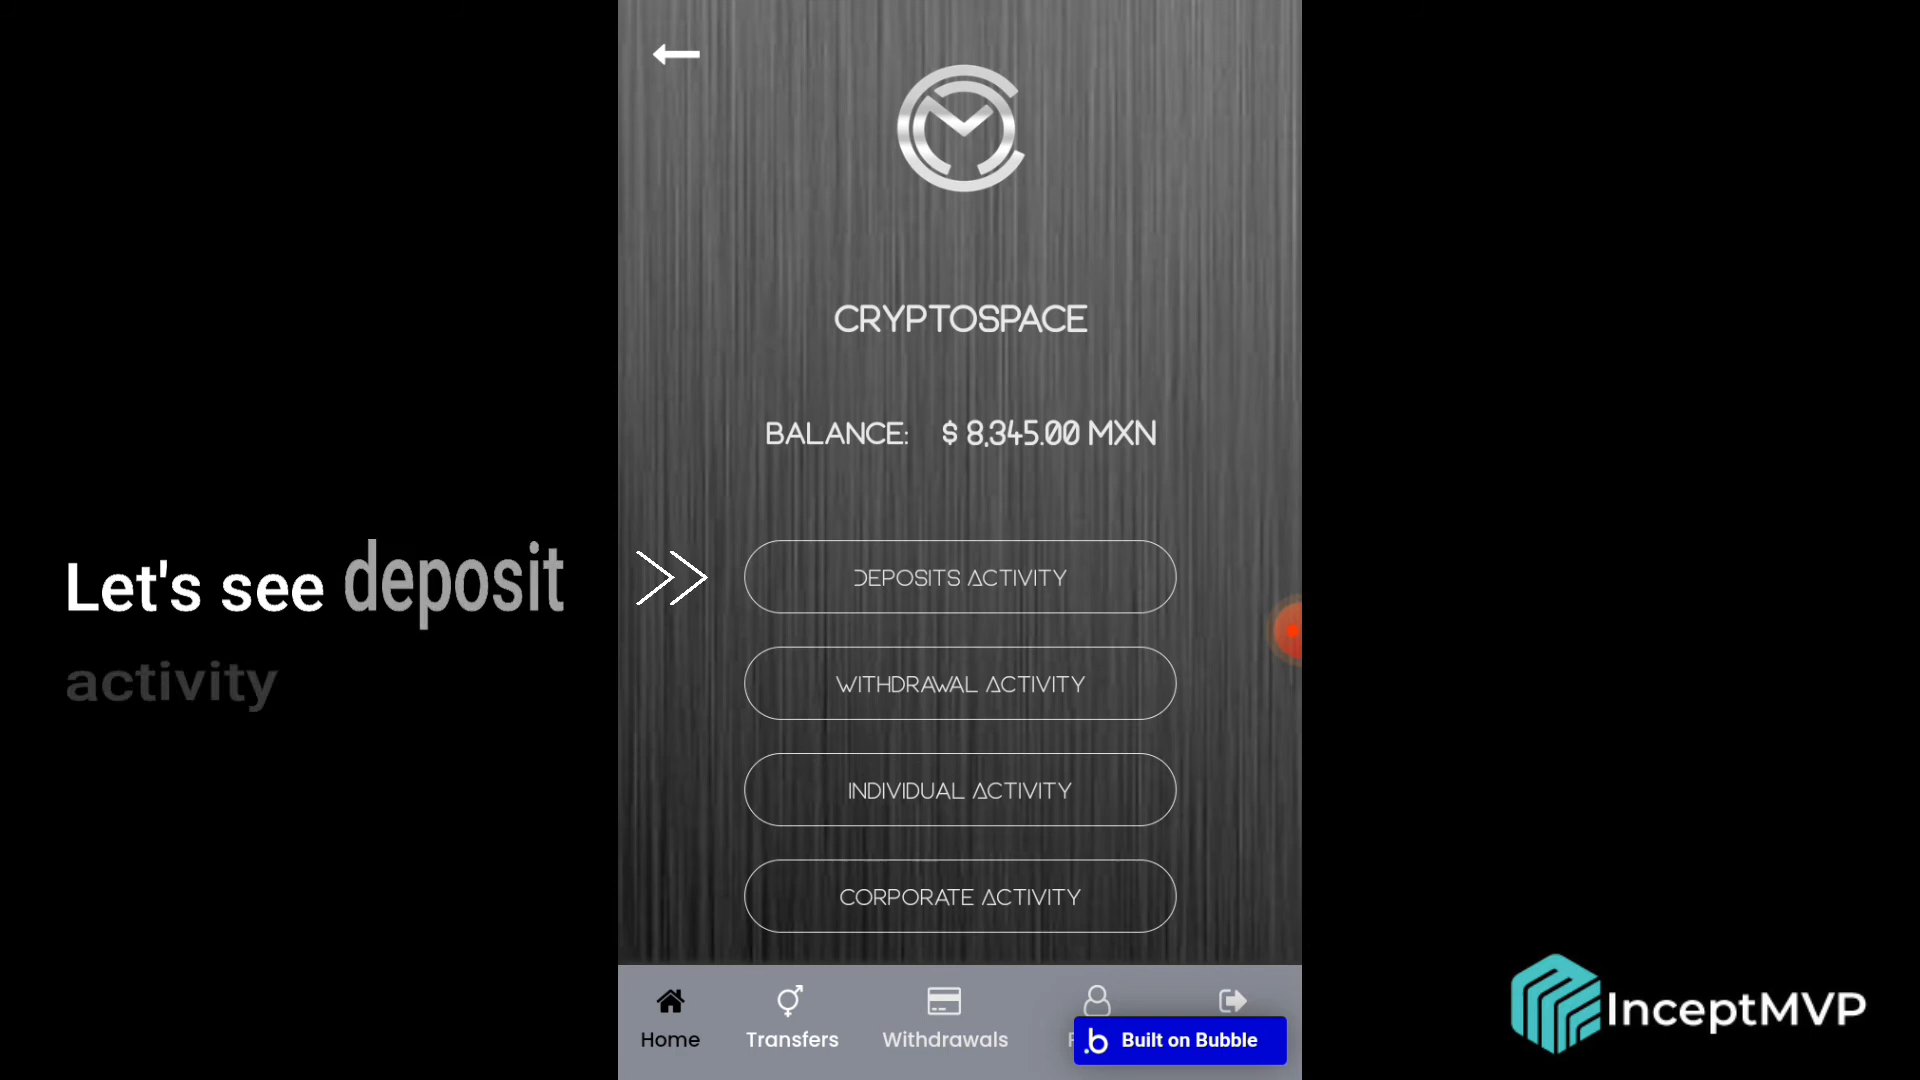 CRYPTOSPACE
BALANCE: $ 8,345.00 MXN
Let's see deposit
activity
DEPOSITS ACTIVITY
WITHDRAWAL ACTIVITY
INDIVIDUAL ACTIVITY
CORPORATE ACTIVITY
Home Transfers Withdrawals
.b Built on Bubble
InceptMVP